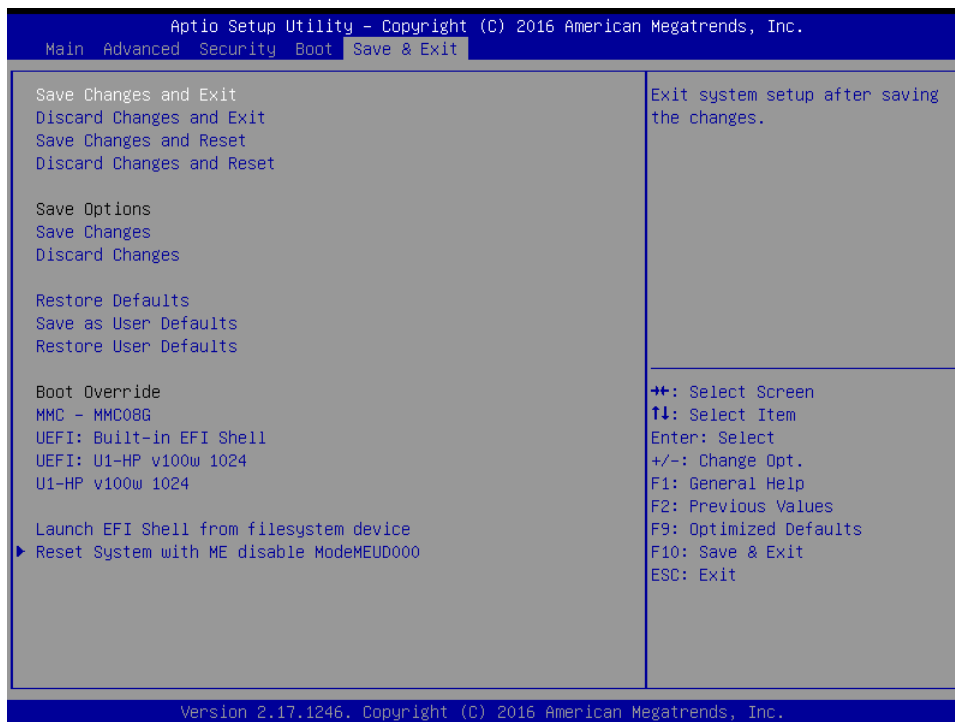 Aptio Setup Utility – Copyright (C) 2016 American Megatrends, Inc.
Main Advanced Security Boot Save & Exit
Save Changes and Exit
Discard Changes and Exit
Save Changes and Reset
Discard Changes and Reset
Save Options
Save Changes
Discard Changes
Restore Defaults
Save as User Defaults
Restore User Defaults
Boot Override
MMC – MMC08G
UEFI: Built-in EFI Shell
UEFI: U1-HP v100w 1024
U1-HP v100w 1024
Launch EFI Shell from filesystem device
▶ Reset System with ME disable ModeMEUD000
Exit system setup after saving
the changes.
→←: Select Screen
↑↓: Select Item
Enter: Select
+/-: Change Opt.
F1: General Help
F2: Previous Values
F9: Optimized Defaults
F10: Save & Exit
ESC: Exit
Version 2.17.1246. Copyright (C) 2016 American Megatrends, Inc.